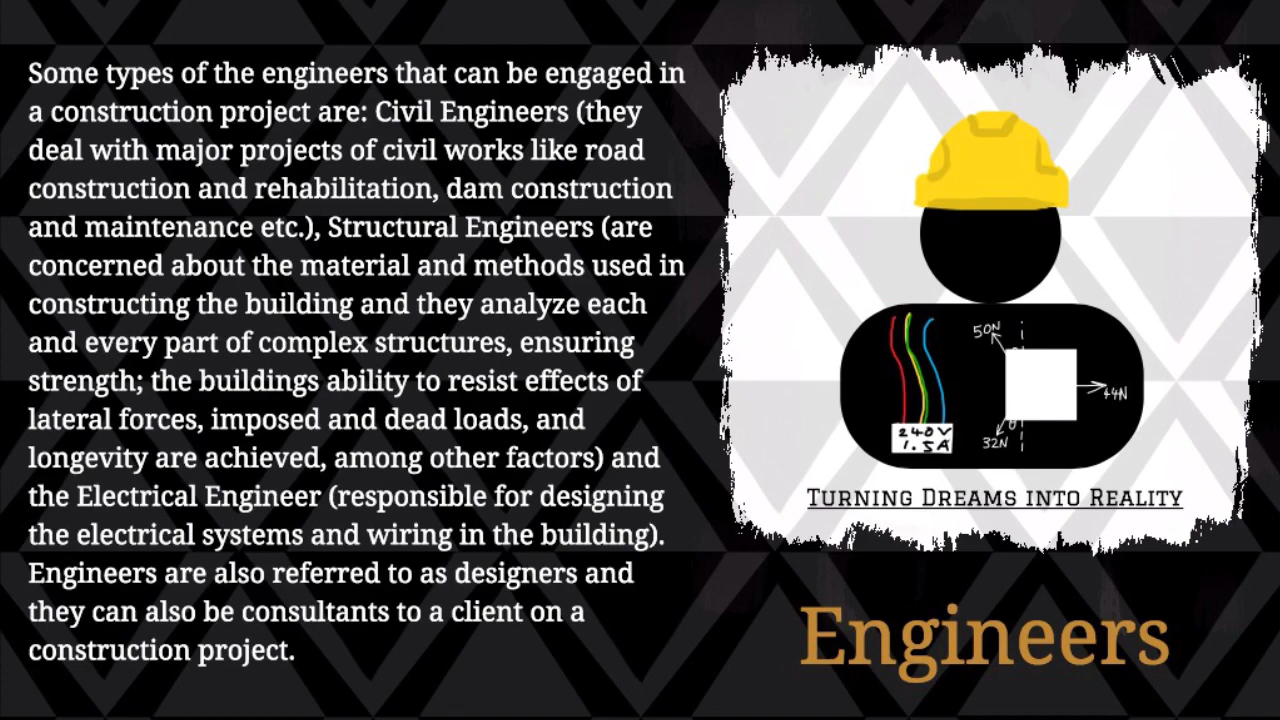 Some types of the engineers that can be engaged in
a construction project are: Civil Engineers (they
deal with major projects of civil works like road
construction and rehabilitation, dam construction
and maintenance etc.), Structural Engineers (are
concerned about the material and methods used in
constructing the building and they analyze each
and every part of complex structures, ensuring
strength; the buildings ability to resist effects of
lateral forces, imposed and dead loads, and
longevity are achieved, among other factors) and
the Electrical Engineer (responsible for designing
the electrical systems and wiring in the building).
Engineers are also referred to as designers and
they can also be consultants to a client on a
construction project.
50N
44N
θ
32N
240V
1.5A
Turning Dreams into Reality
Engineers